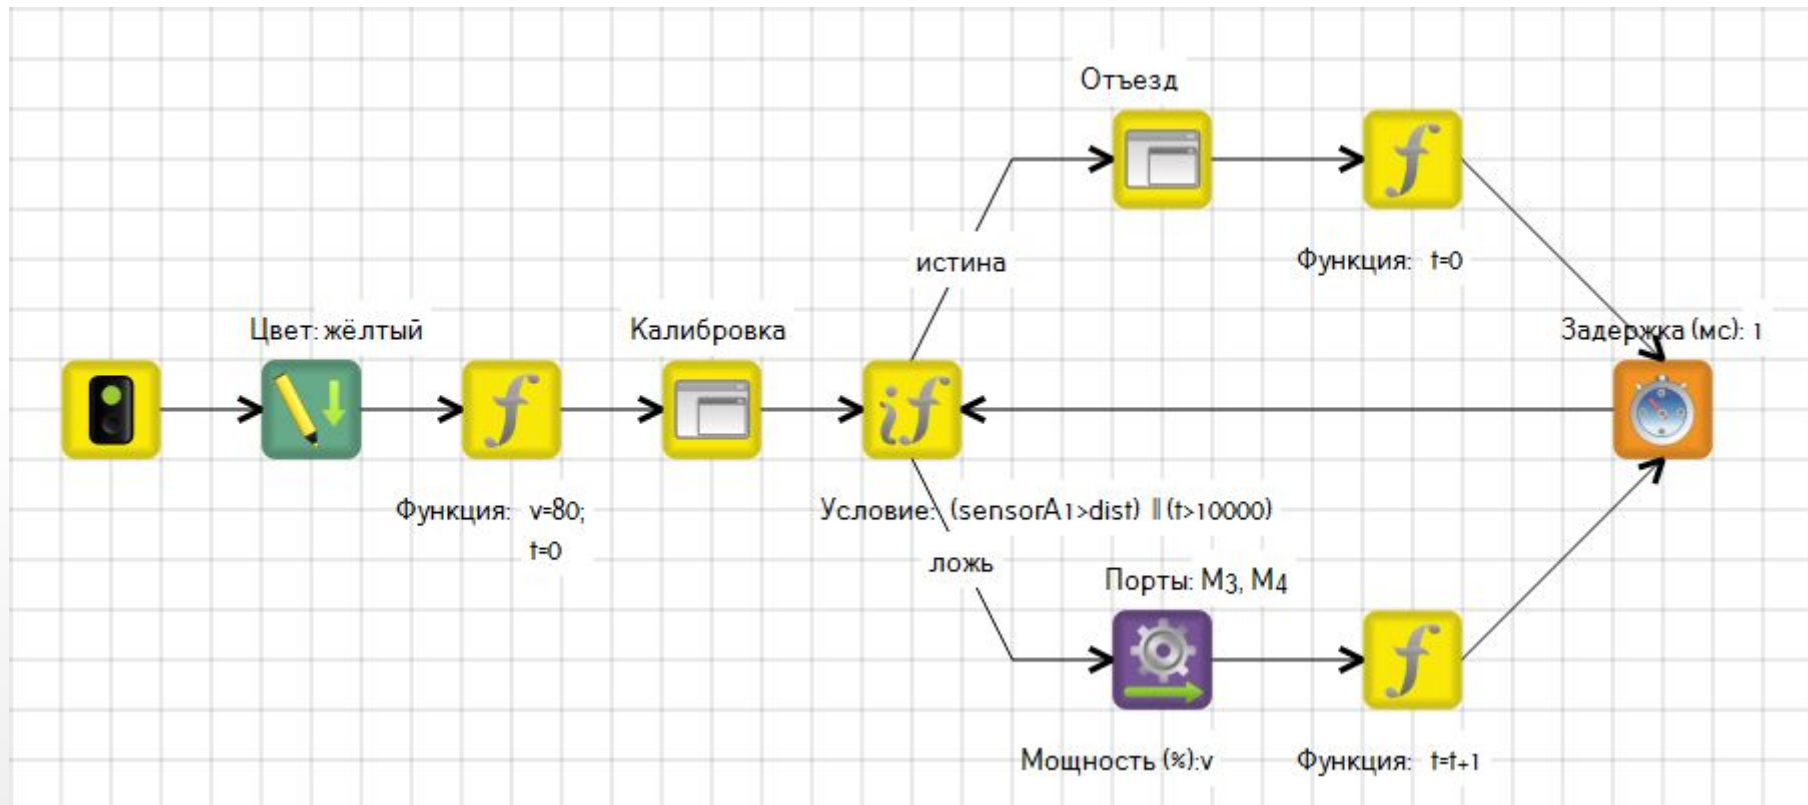 Отъезд
истина
Функция: t=0
Цвет: жёлтый
Калибровка
Задержка (мс): 1
Функция: v=80;
t=0
Условие: (sensorA1>dist) || (t>10000)
ложь
Порты: M3, M4
Мощность (%):v
Функция: t=t+1